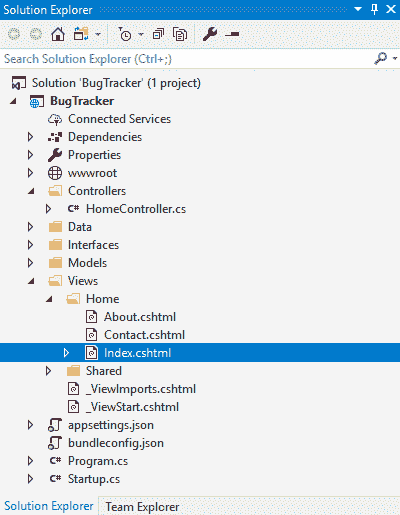 Solution Explorer
Search Solution Explorer (Ctrl+;)
Solution 'BugTracker' (1 project)
BugTracker
Connected Services
Dependencies
Properties
wwwroot
Controllers
C# HomeController.cs
Data
Interfaces
Models
Views
Home
About.cshtml
Contact.cshtml
Index.cshtml
Shared
_ViewImports.cshtml
_ViewStart.cshtml
appsettings.json
bundleconfig.json
C# Program.cs
C# Startup.cs
Solution Explorer Team Explorer